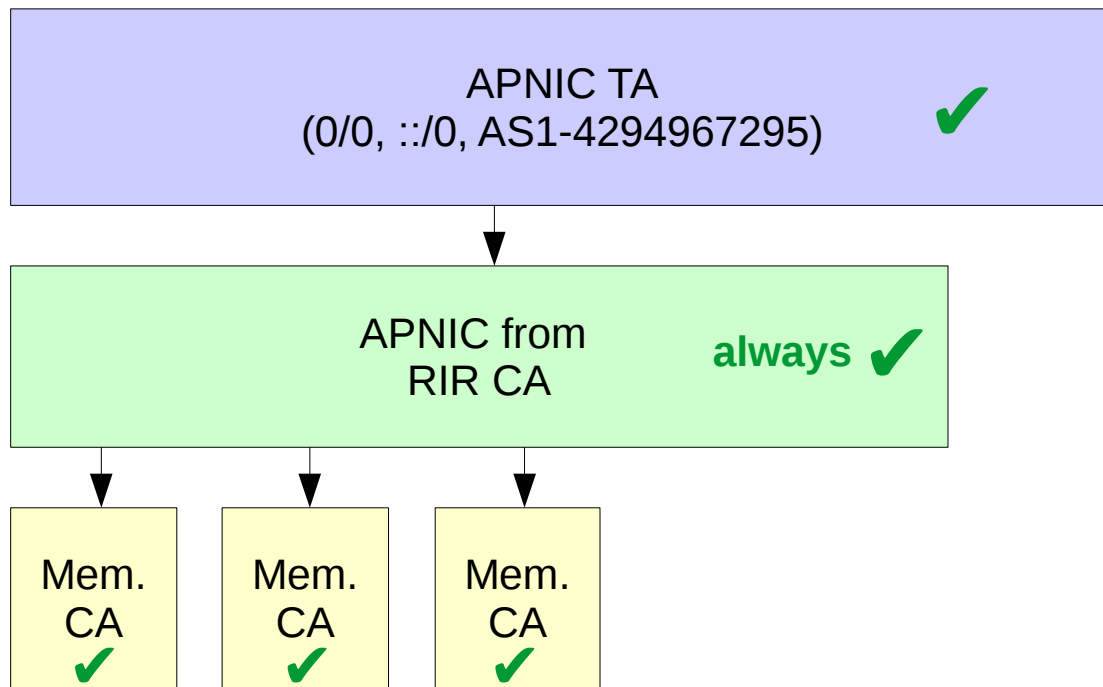 APNIC TA
(0/0, ::/0, AS1-4294967295)
APNIC from
RIR CA
always
Mem.
CA
Mem.
CA
Mem.
CA